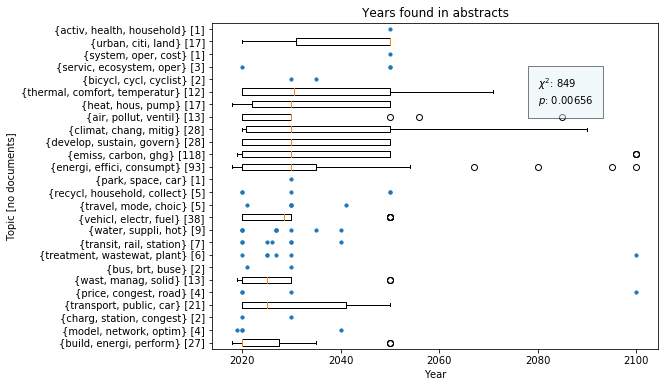 Years found in abstracts
{activ, health, household} [1]
{urban, citi, land} [17]
{system, oper, cost} [1]
{servic, ecosystem, oper} [3]
{bicycl, cycl, cyclist} [2]
{thermal, comfort, temperatur} [12]
{heat, hous, pump} [17]
{air, pollut, ventil} [13]
{climat, chang, mitig} [28]
{develop, sustain, govern} [28]
{emiss, carbon, ghg} [118]
{energi, effici, consumpt} [93]
{park, space, car} [1]
{recycl, household, collect} [5]
{travel, mode, choic} [5]
{vehicl, electr, fuel} [38]
{water, suppli, hot} [9]
{transit, rail, station} [7]
{treatment, wastewat, plant} [6]
{bus, brt, buse} [2]
{wast, manag, solid} [13]
{price, congest, road} [4]
{transport, public, car} [21]
{charg, station, congest} [2]
{model, network, optim} [4]
{build, energi, perform} [27]
Topic [no documents]
χ²: 849
p: 0.00656
2020 2040 2060 2080 2100
Year